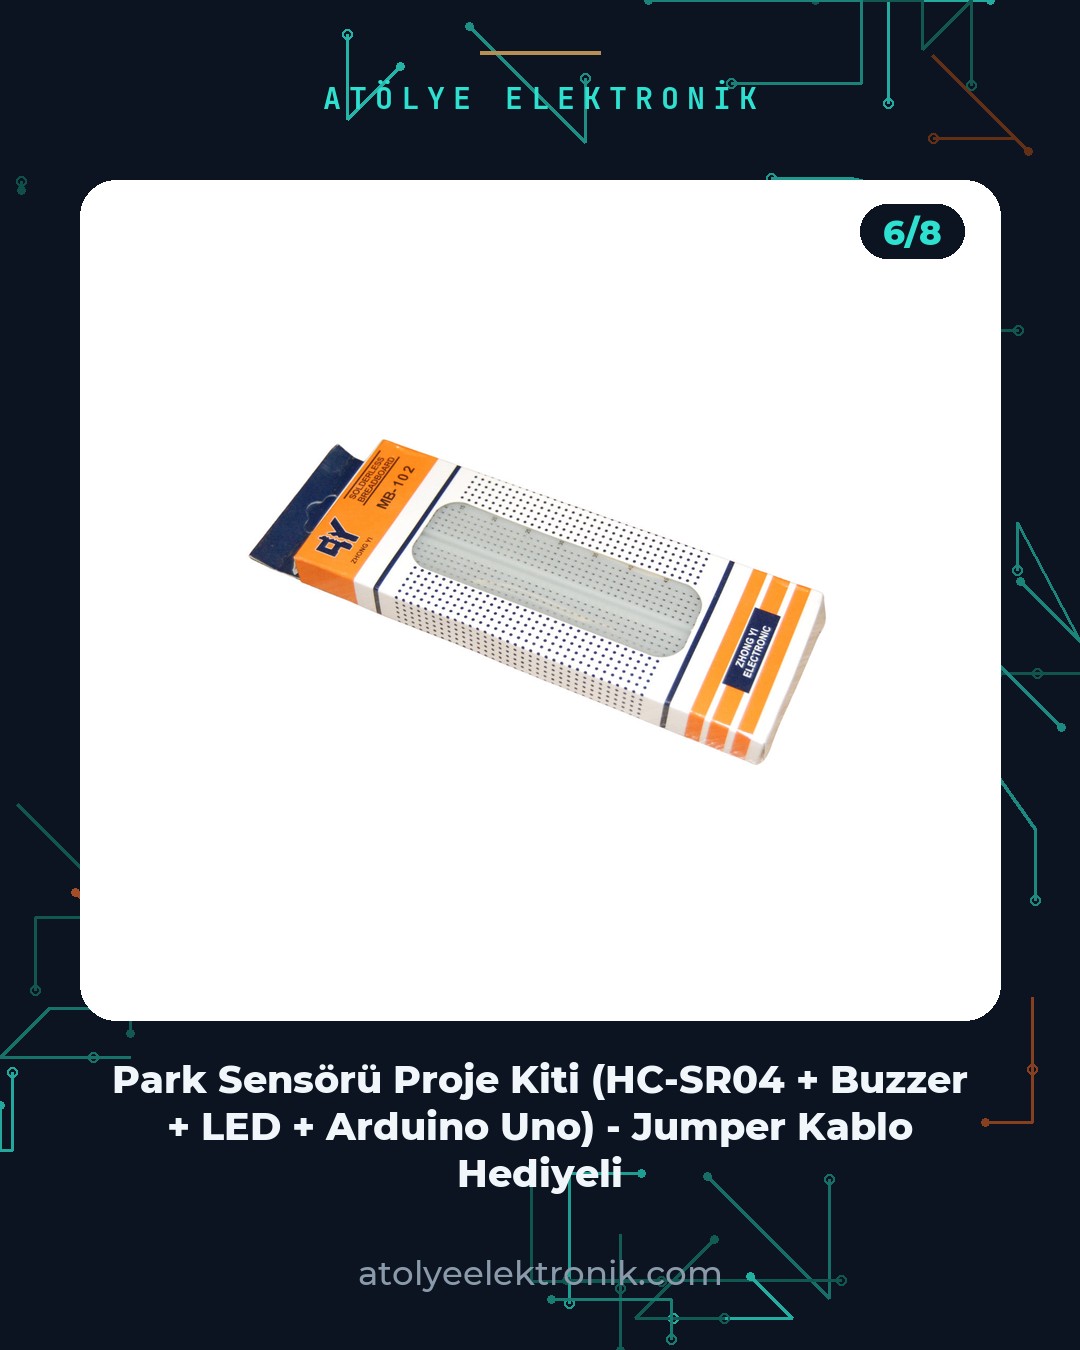 ATÖLYE ELEKTRONİK
6/8
SOLDERLESS
BREADBOARD
MB-102
ZHONG YI
ZHONG YI
ELECTRONIC
Park Sensörü Proje Kiti (HC-SR04 + Buzzer
+ LED + Arduino Uno) - Jumper Kablo
Hediyeli
atolyeelektronik.com